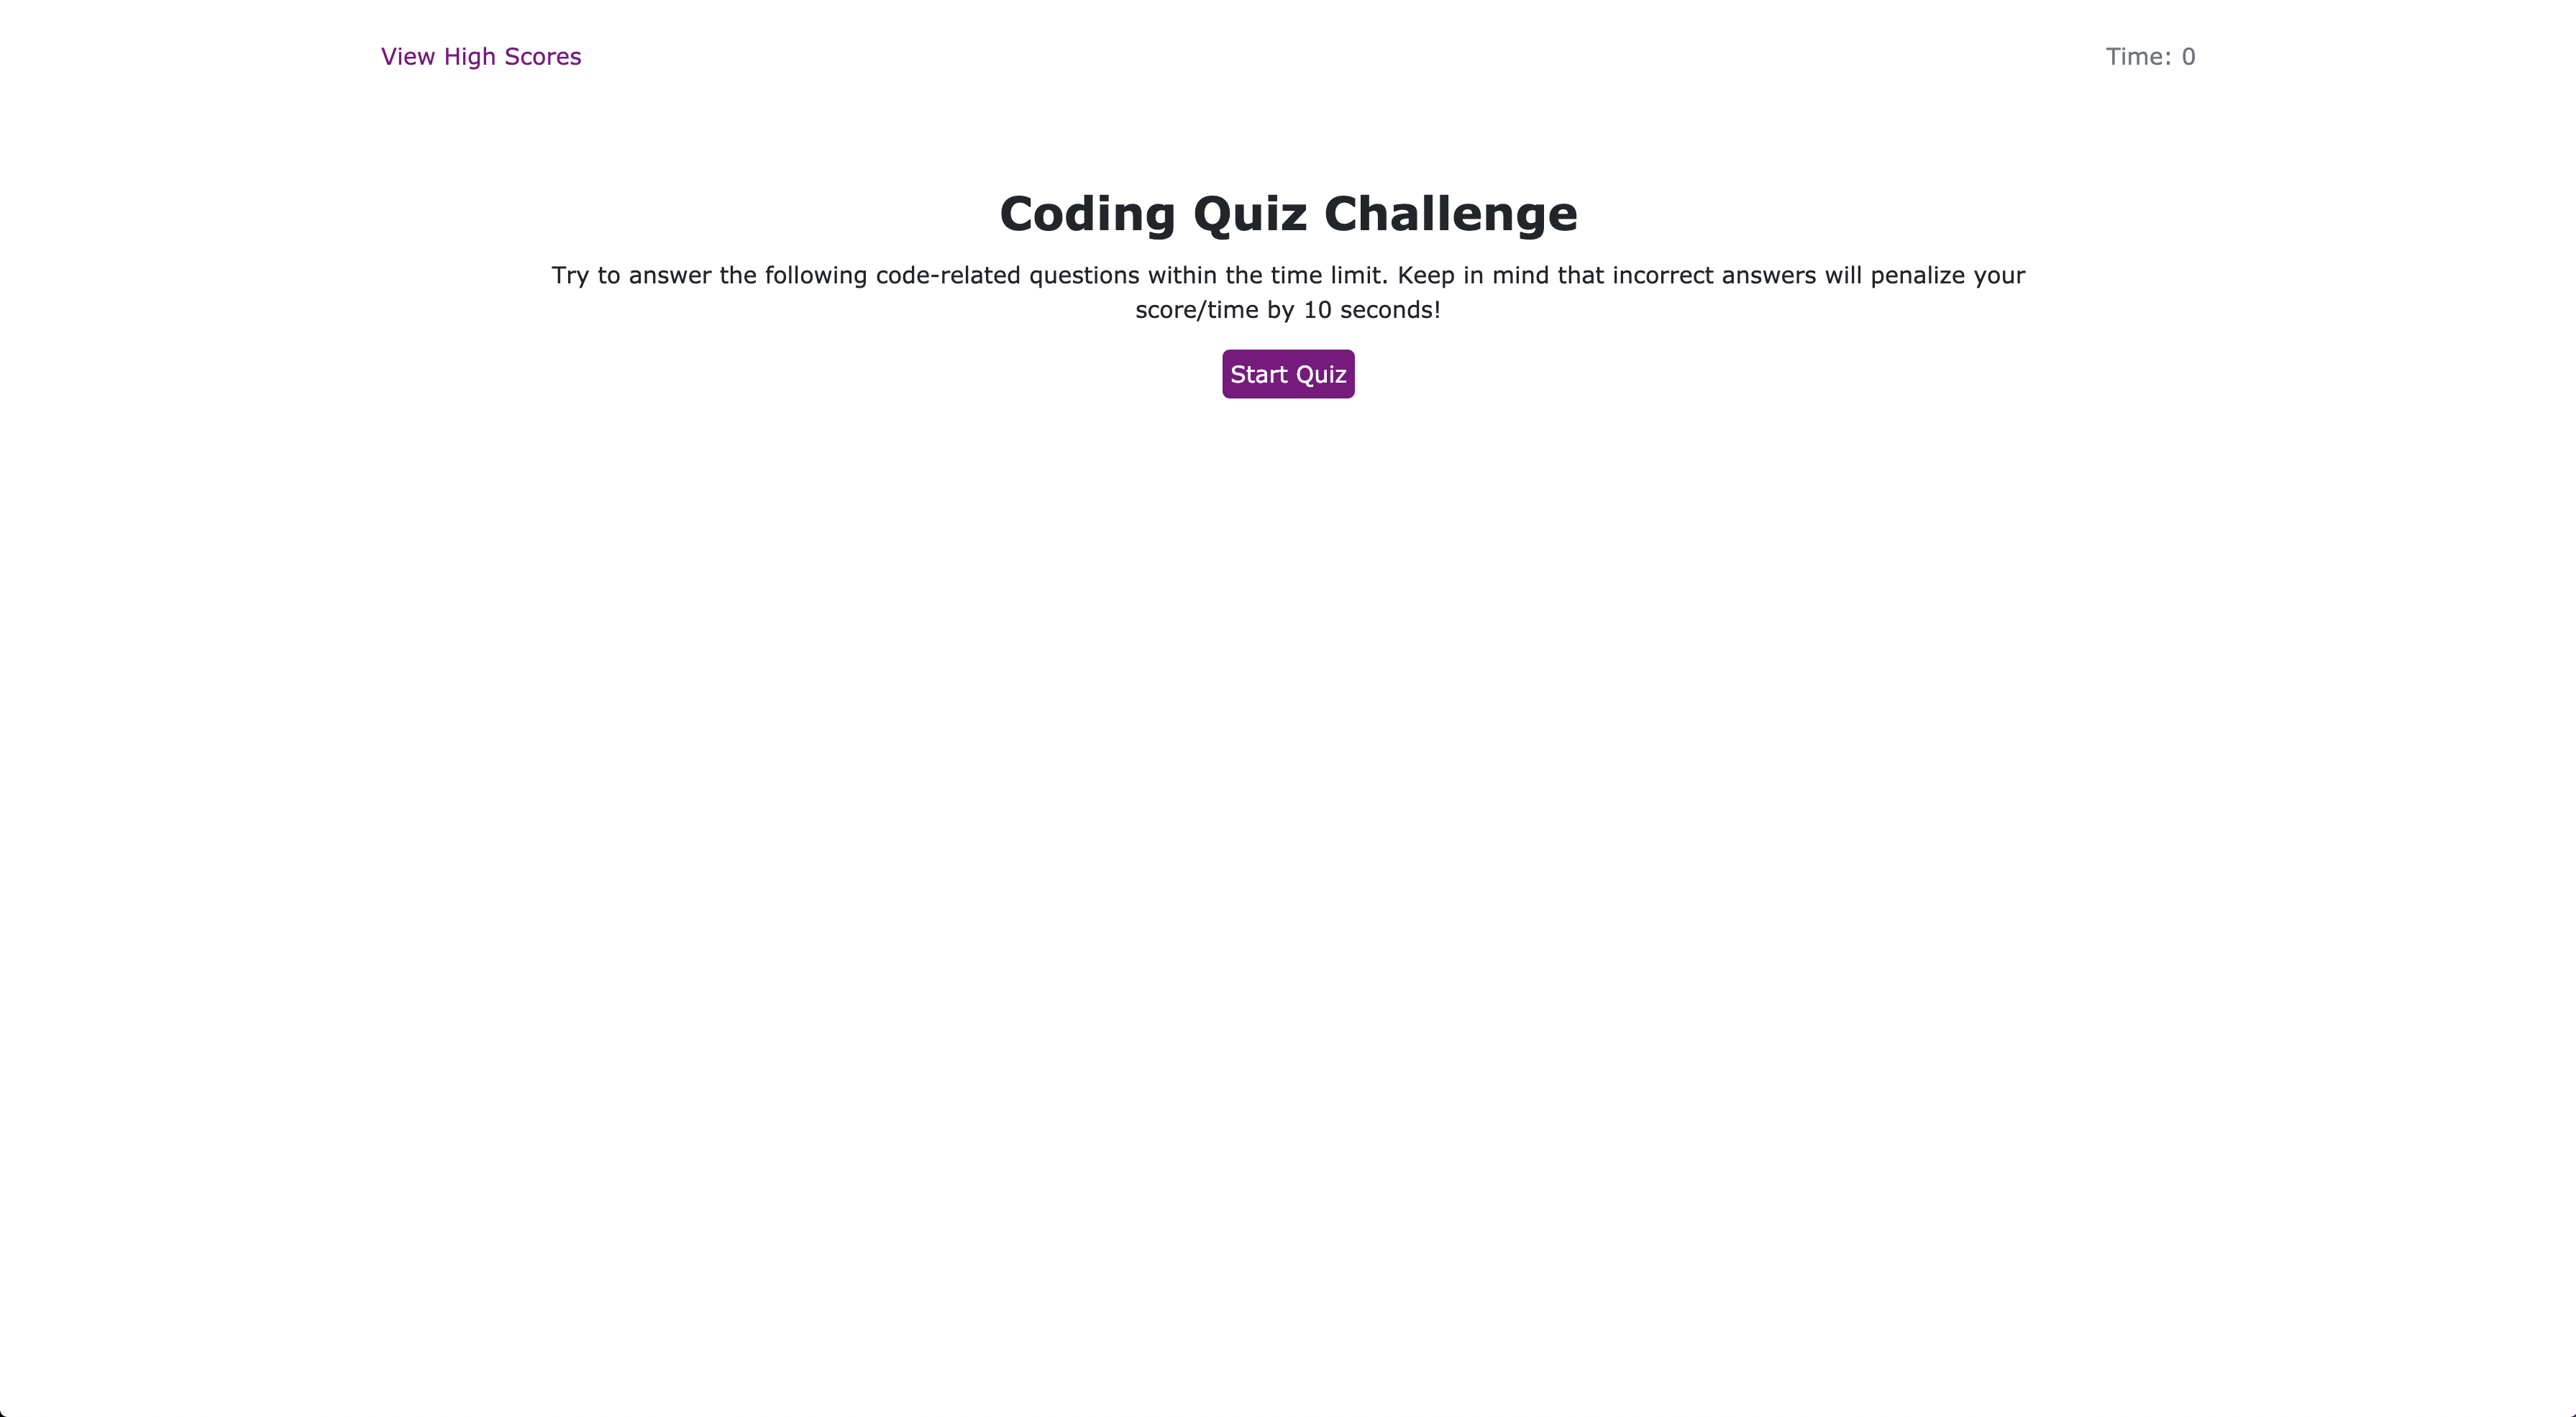 View High Scores
Time: 0
Coding Quiz Challenge
Try to answer the following code-related questions within the time limit. Keep in mind that incorrect answers will penalize your
score/time by 10 seconds!
Start Quiz